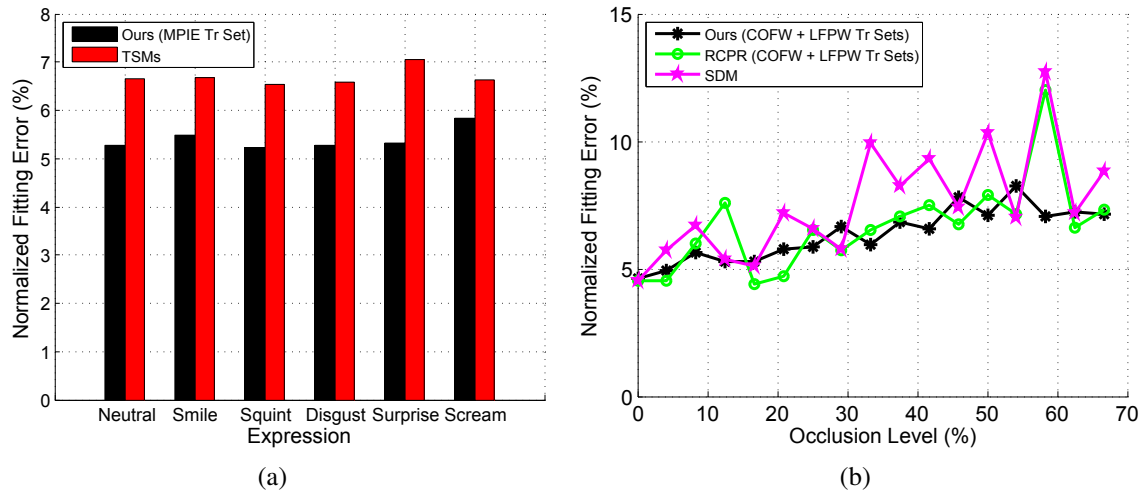 8
7
6
5
4
3
2
1
0
Normalized Fitting Error (%)
Ours (MPIE Tr Set)
TSMs
Neutral Smile Squint Disgust Surprise Scream
Expression
(a)
15
10
5
0
Normalized Fitting Error (%)
Ours (COFW + LFPW Tr Sets)
RCPR (COFW + LFPW Tr Sets)
SDM
0 10 20 30 40 50 60 70
Occlusion Level (%)
(b)